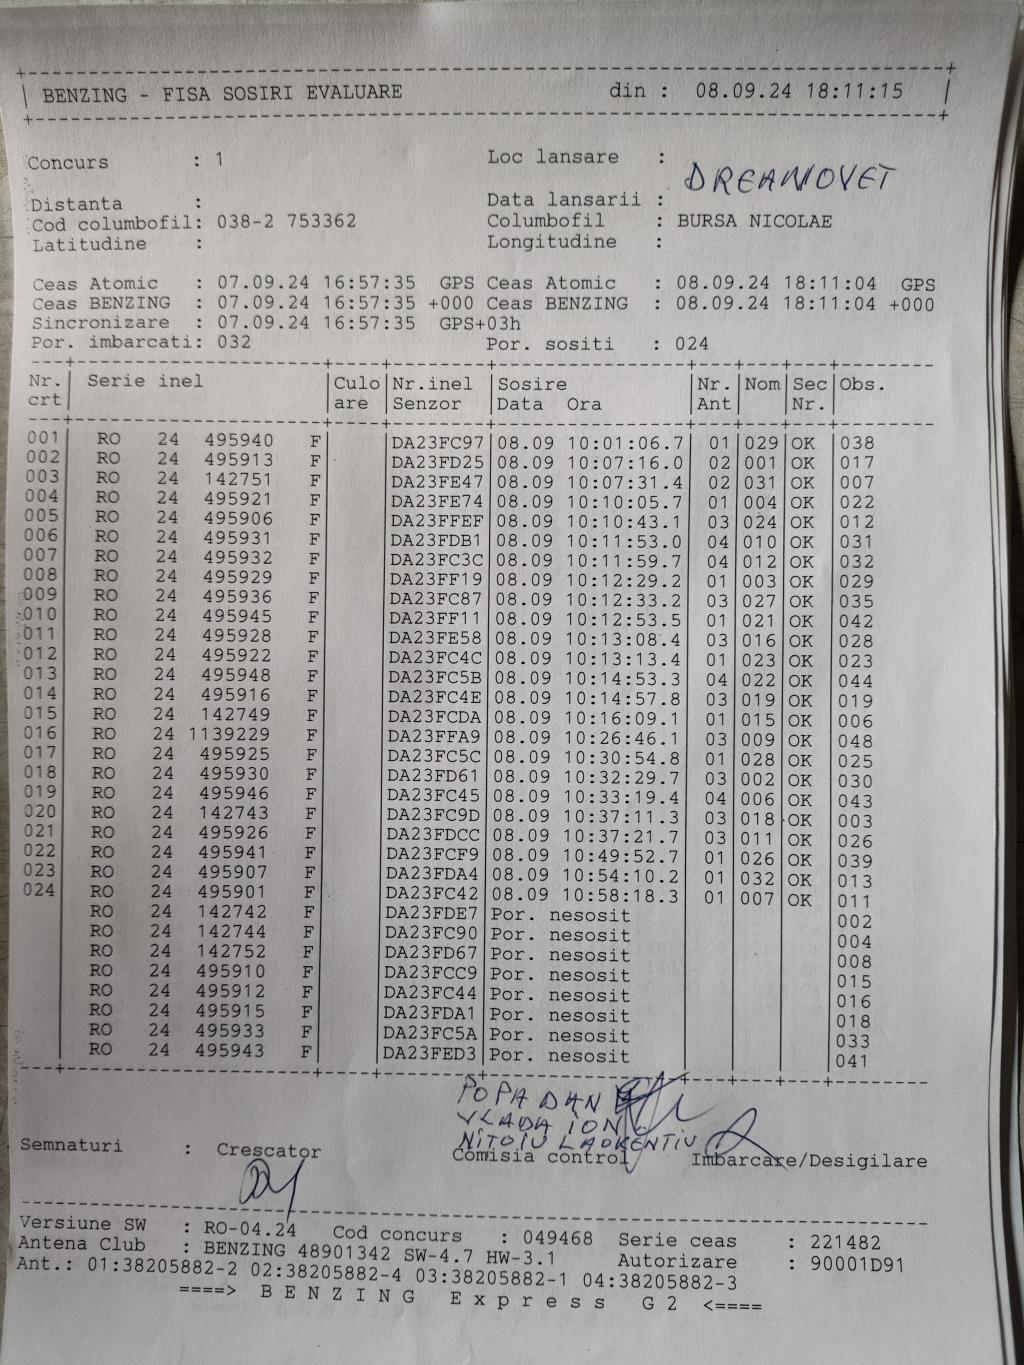 BENZING - FISA SOSIRI EVALUARE din : 08.09.24 18:11:15
Concurs : 1 Loc lansare :
DREANOVET
Distanta : Data lansarii :
Cod columbofil: 038-2 753362 Columbofil : BURSA NICOLAE
Latitudine : Longitudine :
Ceas Atomic : 07.09.24 16:57:35 GPS Ceas Atomic : 08.09.24 18:11:04 GPS
Ceas BENZING : 07.09.24 16:57:35 +000 Ceas BENZING : 08.09.24 18:11:04 +000
Sincronizare : 07.09.24 16:57:35 GPS+03h
Por. imbarcati: 032 Por. sositi : 024
Nr. Serie inel Culo Nr.inel Sosire Nr. Nom Sec Obs.
crt are Senzor Data Ora Ant Nr.
001 RO 24 495940 F DA23FC97 08.09 10:01:06.7 01 029 OK 038
002 RO 24 495913 F DA23FD25 08.09 10:07:16.0 02 001 OK 017
003 RO 24 142751 F DA23FE47 08.09 10:07:31.4 02 031 OK 007
004 RO 24 495921 F DA23FE74 08.09 10:10:05.7 01 004 OK 022
005 RO 24 495906 F DA23FFEF 08.09 10:10:43.1 03 024 OK 012
006 RO 24 495931 F DA23FDB1 08.09 10:11:53.0 04 010 OK 031
007 RO 24 495932 F DA23FC3C 08.09 10:11:59.7 04 012 OK 032
008 RO 24 495929 F DA23FF19 08.09 10:12:29.2 01 003 OK 029
009 RO 24 495936 F DA23FC87 08.09 10:12:33.2 03 027 OK 035
010 RO 24 495945 F DA23FF11 08.09 10:12:53.5 01 021 OK 042
011 RO 24 495928 F DA23FE58 08.09 10:13:08.4 03 016 OK 028
012 RO 24 495922 F DA23FC4C 08.09 10:13:13.4 01 023 OK 023
013 RO 24 495948 F DA23FC5B 08.09 10:14:53.3 04 022 OK 044
014 RO 24 495916 F DA23FC4E 08.09 10:14:57.8 03 019 OK 019
015 RO 24 142749 F DA23FCDA 08.09 10:16:09.1 01 015 OK 006
016 RO 24 1139229 F DA23FFA9 08.09 10:26:46.1 03 009 OK 048
017 RO 24 495925 F DA23FC5C 08.09 10:30:54.8 01 028 OK 025
018 RO 24 495930 F DA23FD61 08.09 10:32:29.7 03 002 OK 030
019 RO 24 495946 F DA23FC45 08.09 10:33:19.4 04 006 OK 043
020 RO 24 142743 F DA23FC9D 08.09 10:37:11.3 03 018 OK 003
021 RO 24 495926 F DA23FDCC 08.09 10:37:21.7 03 011 OK 026
022 RO 24 495941 F DA23FCF9 08.09 10:49:52.7 01 026 OK 039
023 RO 24 495907 F DA23FDA4 08.09 10:54:10.2 01 032 OK 013
024 RO 24 495901 F DA23FC42 08.09 10:58:18.3 01 007 OK 011
RO 24 142742 F DA23FDE7 Por. nesosit 002
RO 24 142744 F DA23FC90 Por. nesosit 004
RO 24 142752 F DA23FD67 Por. nesosit 008
RO 24 495910 F DA23FCC9 Por. nesosit 015
RO 24 495912 F DA23FC44 Por. nesosit 016
RO 24 495915 F DA23FDA1 Por. nesosit 018
RO 24 495933 F DA23FC5A Por. nesosit 033
RO 24 495943 F DA23FED3 Por. nesosit 041
POPA DAN
VLADA ION
NITOIU LAORENTIU
Semnaturi : Crescator Comisia control Imbarcare/Desigilare
Versiune SW : RO-04.24 Cod concurs : 049468 Serie ceas : 221482
Antena Club : BENZING 48901342 SW-4.7 HW-3.1 Autorizare : 90001D91
Ant.: 01:38205882-2 02:38205882-4 03:38205882-1 04:38205882-3
====> B E N Z I N G E x p r e s s G 2 <====